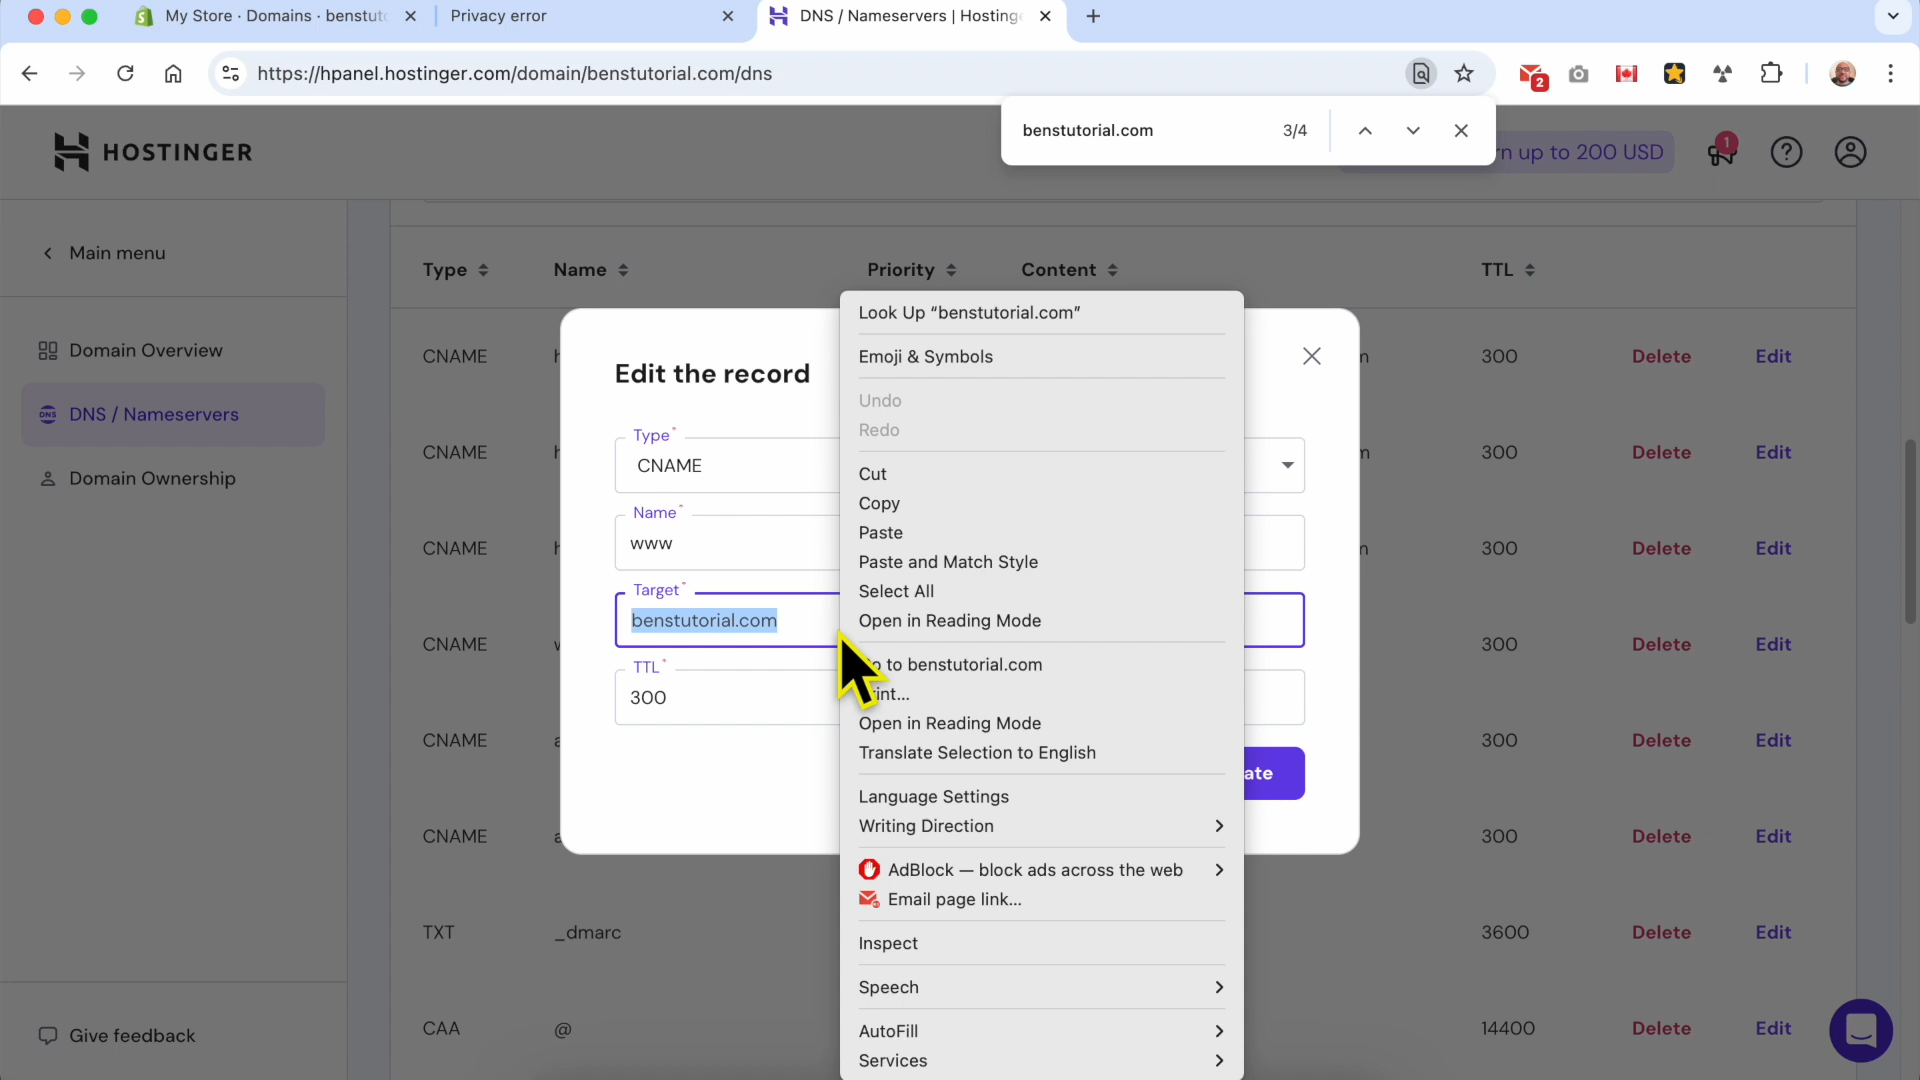 My Store · Domains · benstuto
Privacy error
DNS / Nameservers | Hostinge
https://hpanel.hostinger.com/domain/benstutorial.com/dns
2
benstutorial.com
3/4
HOSTINGER
rn up to 200 USD
1
Main menu
Domain Overview
DNS / Nameservers
Domain Ownership
Give feedback
Type Name Priority Content TTL
CNAME 300 Delete Edit
CNAME 300 Delete Edit
CNAME 300 Delete Edit
CNAME 300 Delete Edit
CNAME 300 Delete Edit
CNAME 300 Delete Edit
TXT _dmarc 3600 Delete Edit
CAA @ 14400 Delete Edit
Edit the record
Type*
CNAME
Name*
www
Target*
benstutorial.com
TTL*
300
ate
Look Up “benstutorial.com”
Emoji & Symbols
Undo
Redo
Cut
Copy
Paste
Paste and Match Style
Select All
Open in Reading Mode
o to benstutorial.com
int...
Open in Reading Mode
Translate Selection to English
Language Settings
Writing Direction
AdBlock — block ads across the web
Email page link...
Inspect
Speech
AutoFill
Services